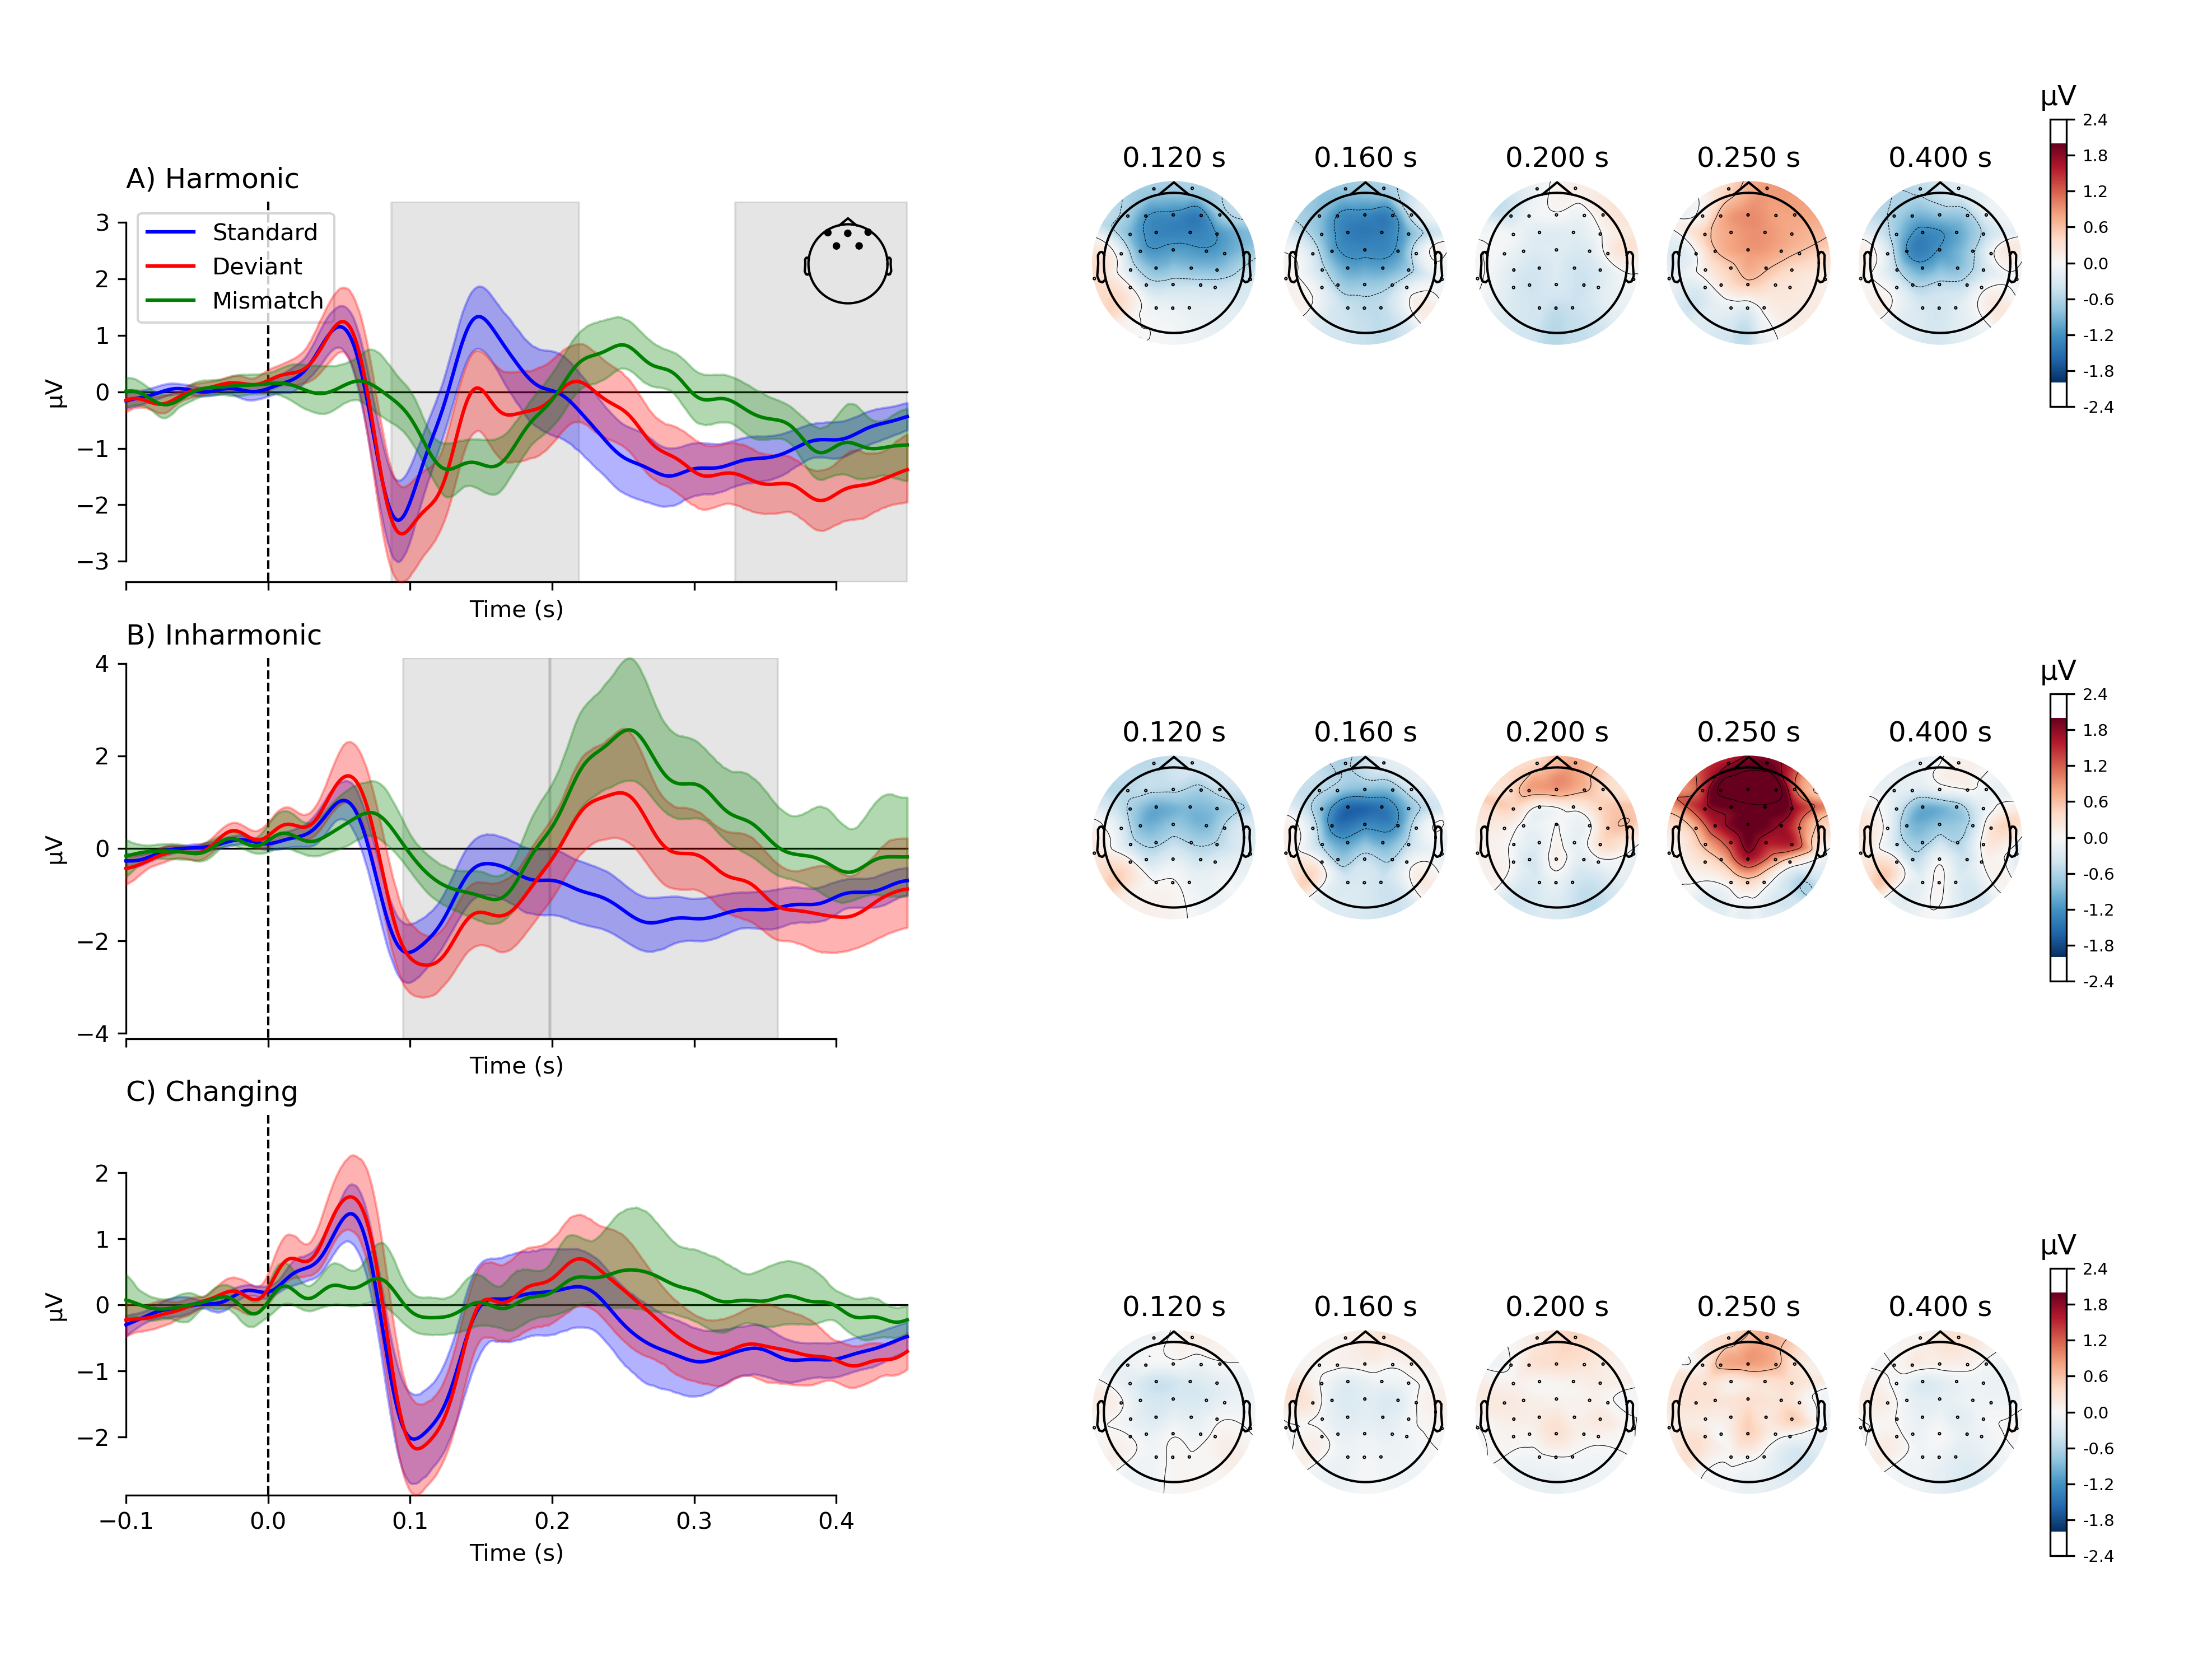 A) Harmonic
3
2
1
0
−1
−2
−3
µV
Standard
Deviant
Mismatch
Time (s)
0.120 s
0.160 s
0.200 s
0.250 s
0.400 s
µV
2.4
1.8
1.2
0.6
0.0
-0.6
-1.2
-1.8
-2.4
B) Inharmonic
4
2
0
−2
−4
µV
Time (s)
0.120 s
0.160 s
0.200 s
0.250 s
0.400 s
µV
2.4
1.8
1.2
0.6
0.0
-0.6
-1.2
-1.8
-2.4
C) Changing
2
1
0
−1
−2
µV
−0.1 0.0 0.1 0.2 0.3 0.4
Time (s)
0.120 s
0.160 s
0.200 s
0.250 s
0.400 s
µV
2.4
1.8
1.2
0.6
0.0
-0.6
-1.2
-1.8
-2.4